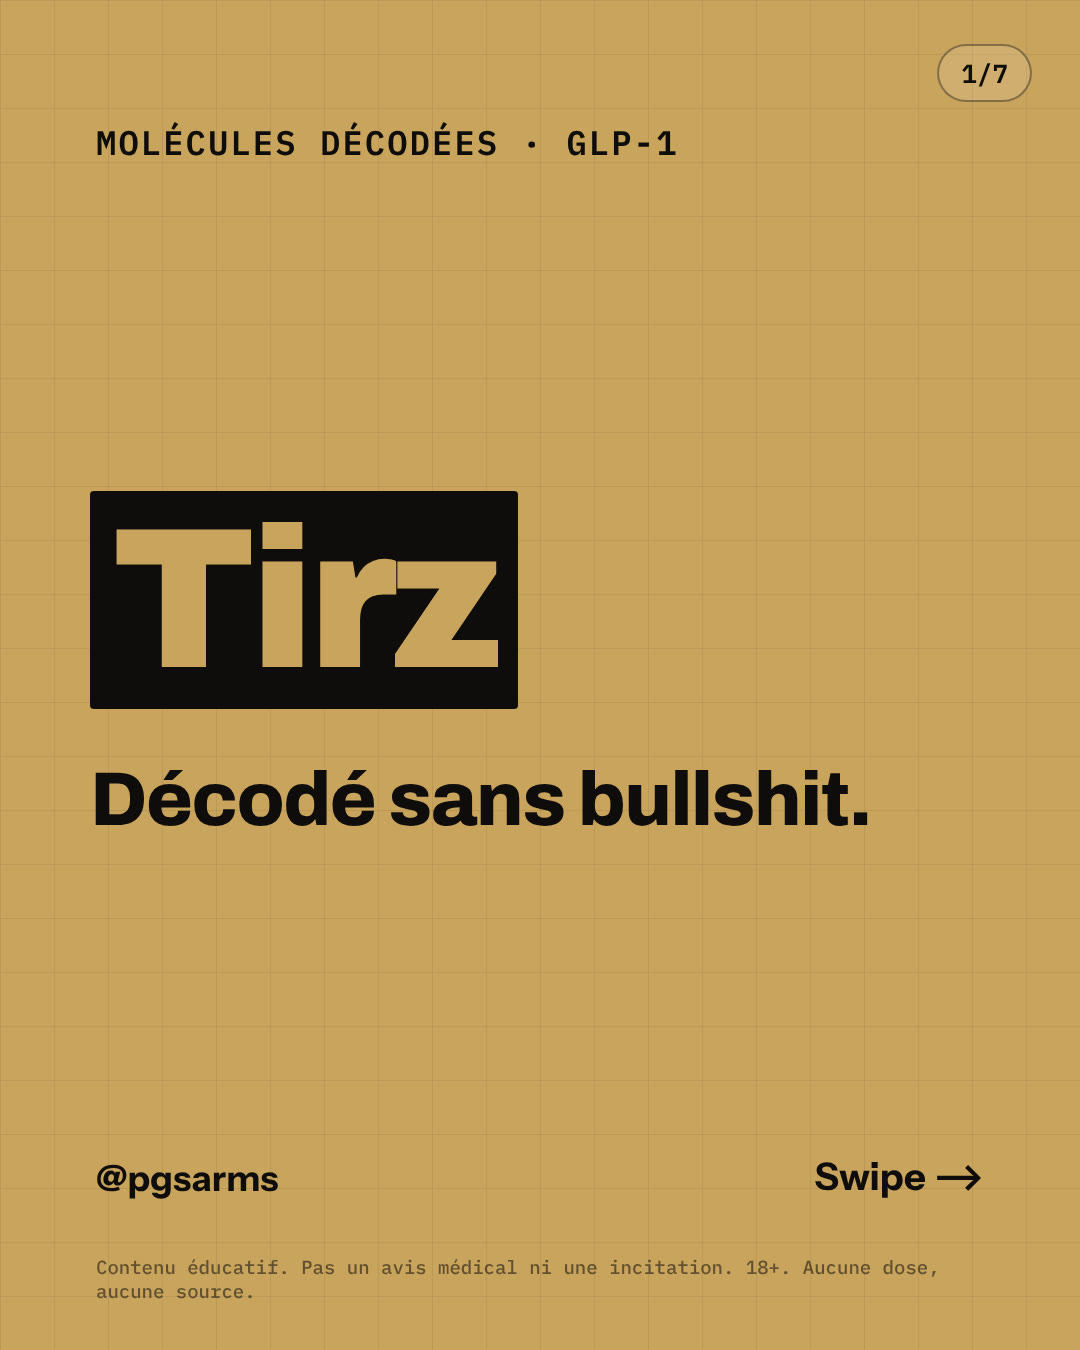 1/7
MOLÉCULES DÉCODÉES · GLP-1
Tirz
Décodé sans bullshit.
@pgsarms
Swipe →
Contenu éducatif. Pas un avis médical ni une incitation. 18+. Aucune dose,
aucune source.